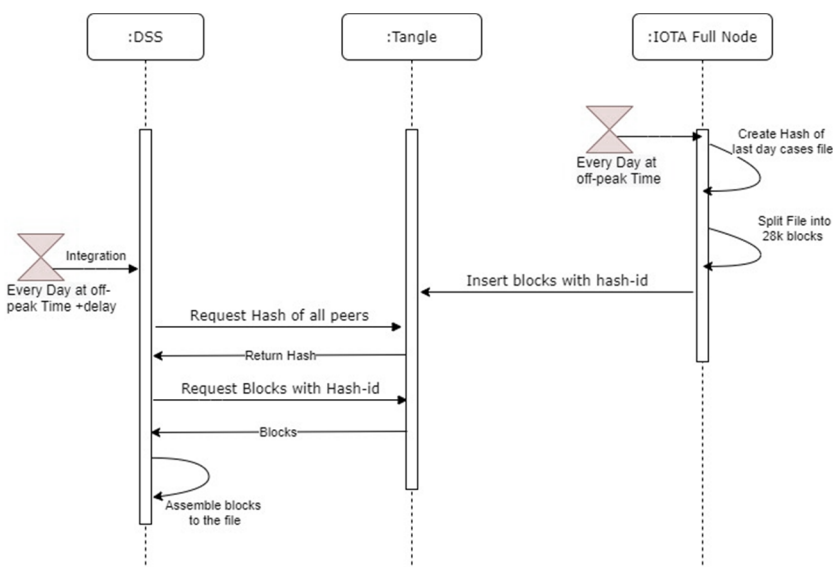 :DSS
:Tangle
:IOTA Full Node
Create Hash of
last day cases file
Every Day at
off-peak Time
Split File into
28k blocks
Integration
Every Day at off-
peak Time +delay
Insert blocks with hash-id
Request Hash of all peers
Return Hash
Request Blocks with Hash-id
Blocks
Assemble blocks
to the file